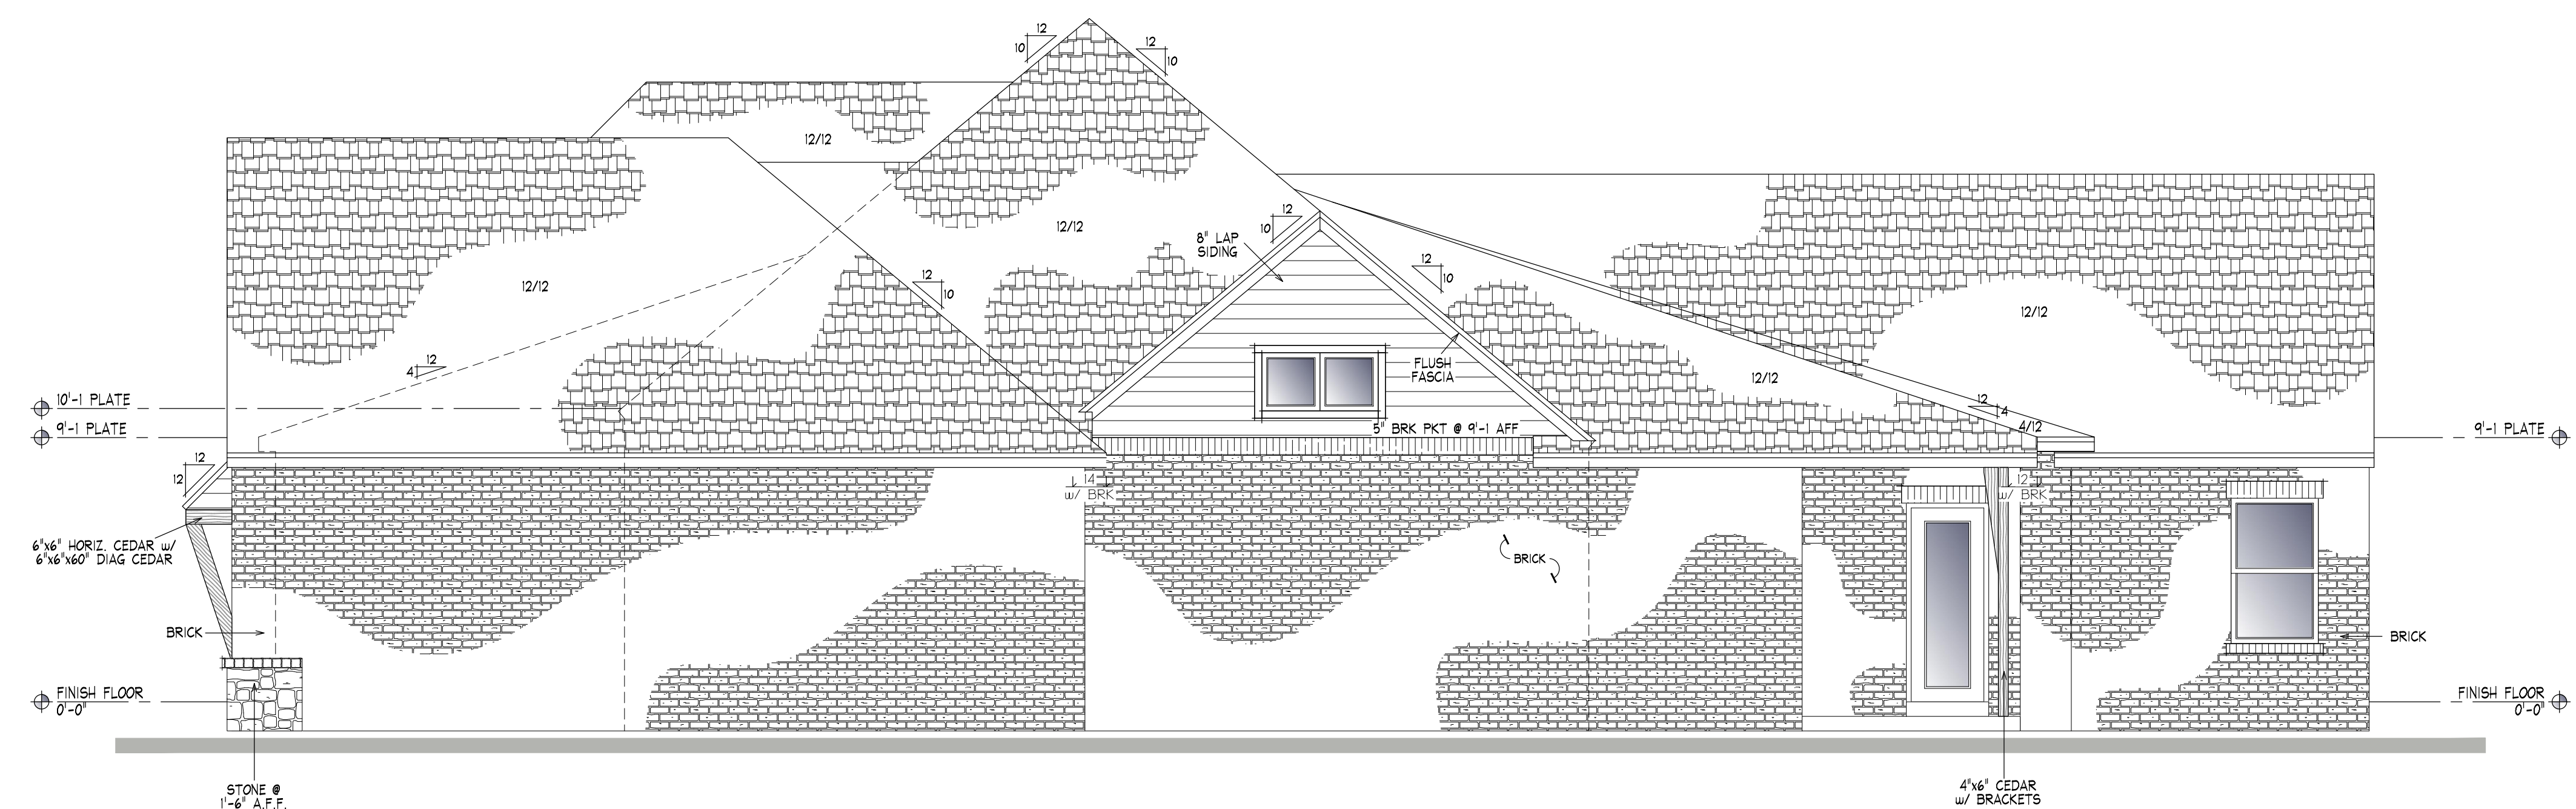 12
10
12
10
12/12
12/12
12/12
12
10
12
10
8" LAP
SIDING
12
10
12/12
12/12
12
4
FLUSH
FASCIA
10'-1 PLATE
9'-1 PLATE
12
4
4/12
5" BRK PKT @ 9'-1 AFF
9'-1 PLATE
12
12
14
w/ BRK
12
w/ BRK
6"x6" HORIZ. CEDAR w/
6"x6"x60" DIAG CEDAR
BRICK
BRICK
BRICK
FINISH FLOOR
0'-0"
FINISH FLOOR
0'-0"
STONE @
1'-6" A.F.F.
4"x6" CEDAR
w/ BRACKETS